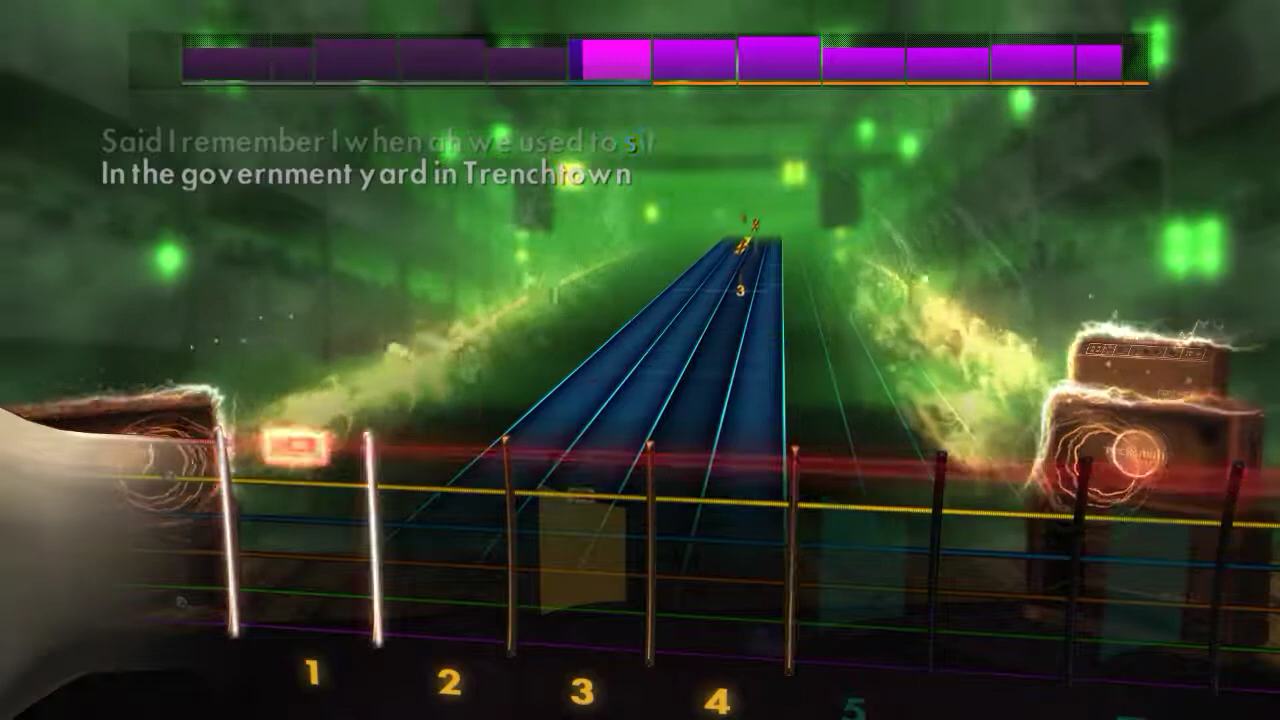 Said I remember I when ah we used to sit
In the government yard in Trenchtown
3
1 2 3 4 5